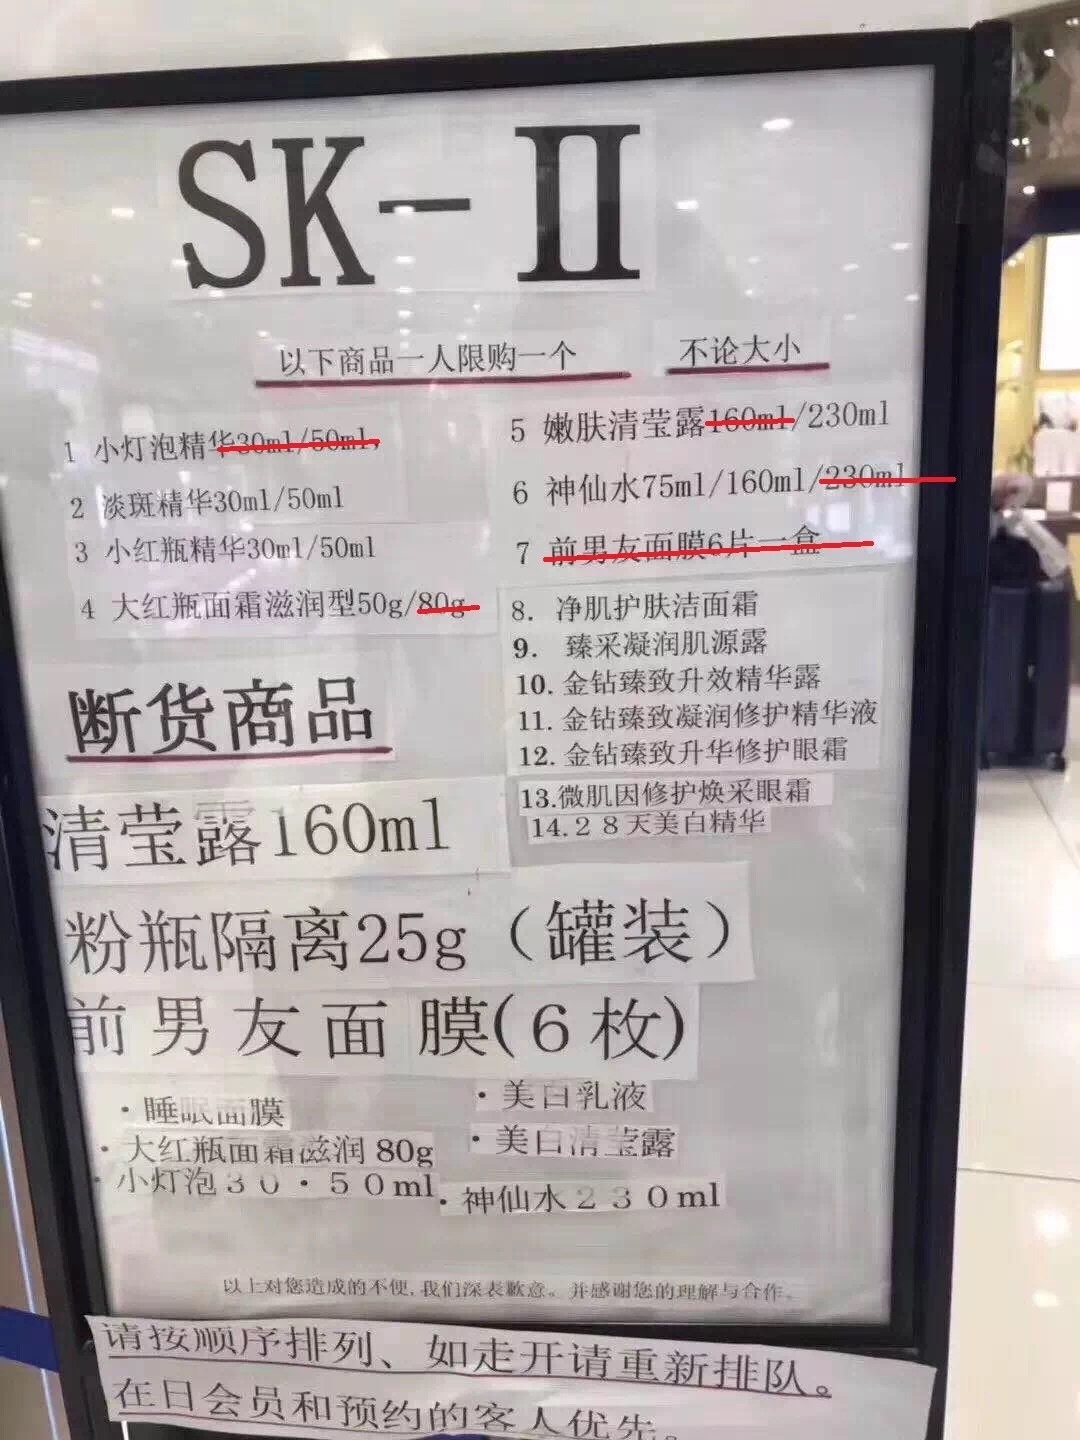 SK-II
以下商品一人限购一个 不论大小
1 小灯泡精华30ml/50ml,
2 淡斑精华30ml/50ml
3 小红瓶精华30ml/50ml
4 大红瓶面霜滋润型50g/80g
5 嫩肤清莹露160ml/230ml
6 神仙水75ml/160ml/230ml
7 前男友面膜6片一盒
8. 净肌护肤洁面霜
9. 臻采凝润肌源露
10. 金钻臻致升效精华露
11. 金钻臻致凝润修护精华液
12. 金钻臻致升华修护眼霜
13.微肌因修护焕采眼霜
14.28天美白精华
断货商品
清莹露160ml
粉瓶隔离25g（罐装）
前男友面膜(6枚)
·睡眠面膜
·大红瓶面霜滋润 80g
·小灯泡30·50ml
·美白乳液
·美白清莹露
·神仙水230ml
以上对您造成的不便,我们深表歉意。并感谢您的理解与合作。
请按顺序排列、如走开请重新排队。
在日会员和预约的客人优先。